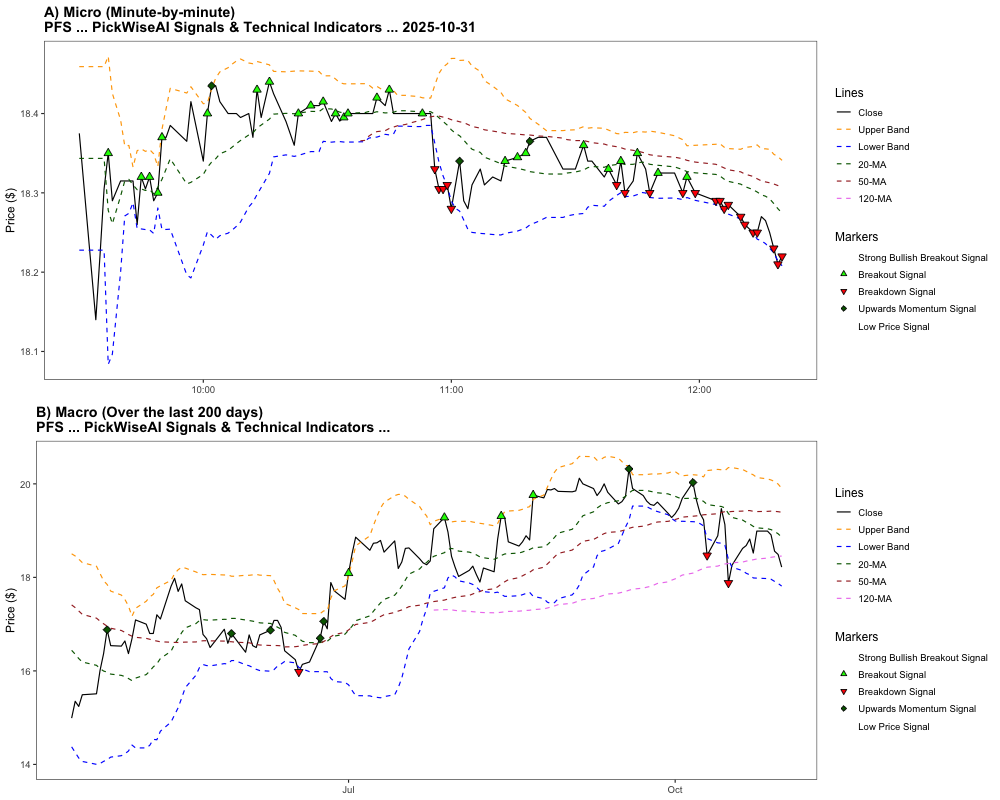 A) Micro (Minute-by-minute)
PFS ... PickWiseAI Signals & Technical Indicators ... 2025-10-31
Price ($)
18.4
18.3
18.2
18.1
10:00
11:00
12:00
Lines
Close
Upper Band
Lower Band
20-MA
50-MA
120-MA
Markers
Strong Bullish Breakout Signal
Breakout Signal
Breakdown Signal
Upwards Momentum Signal
Low Price Signal
B) Macro (Over the last 200 days)
PFS ... PickWiseAI Signals & Technical Indicators ...
Price ($)
20
18
16
14
Jul
Oct
Lines
Close
Upper Band
Lower Band
20-MA
50-MA
120-MA
Markers
Strong Bullish Breakout Signal
Breakout Signal
Breakdown Signal
Upwards Momentum Signal
Low Price Signal